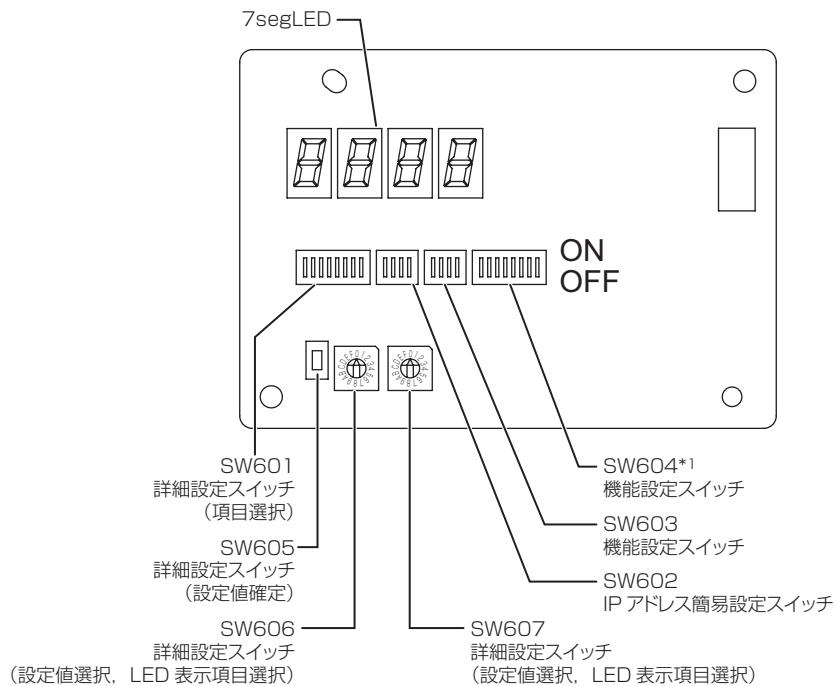 7segLED
ON
OFF
SW601
詳細設定スイッチ
（項目選択）
SW605
詳細設定スイッチ
（設定値確定）
SW606
詳細設定スイッチ
（設定値選択，LED 表示項目選択）
SW607
詳細設定スイッチ
（設定値選択，LED 表示項目選択）
SW604*1
機能設定スイッチ
SW603
機能設定スイッチ
SW602
IP アドレス簡易設定スイッチ